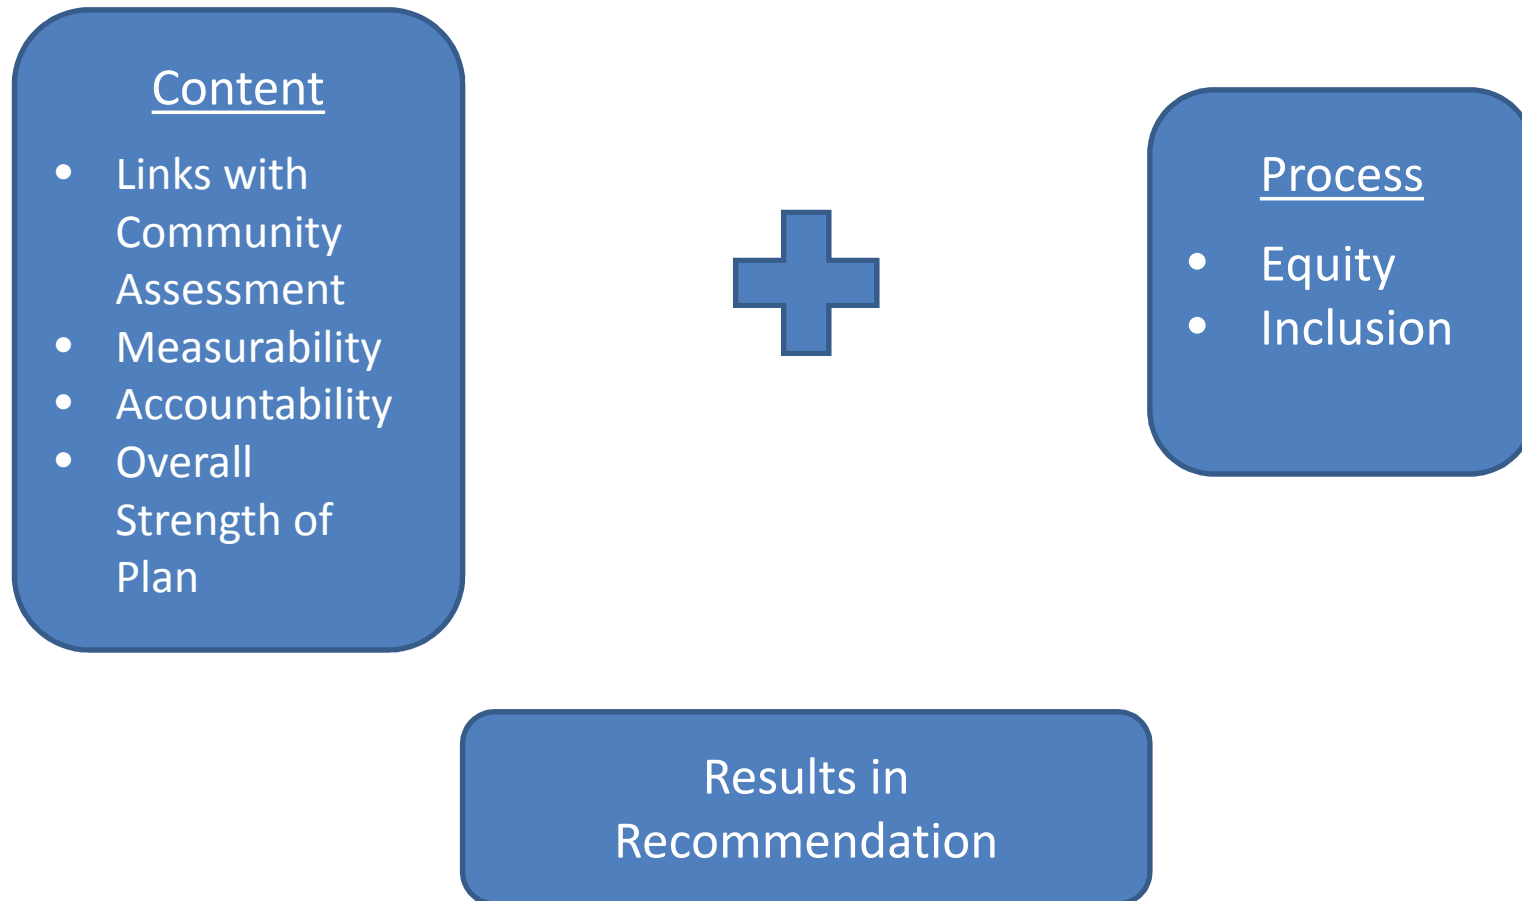 Content
• Links with
Community
Assessment
• Measurability
• Accountability
• Overall
Strength of
Plan
Process
• Equity
• Inclusion
Results in
Recommendation